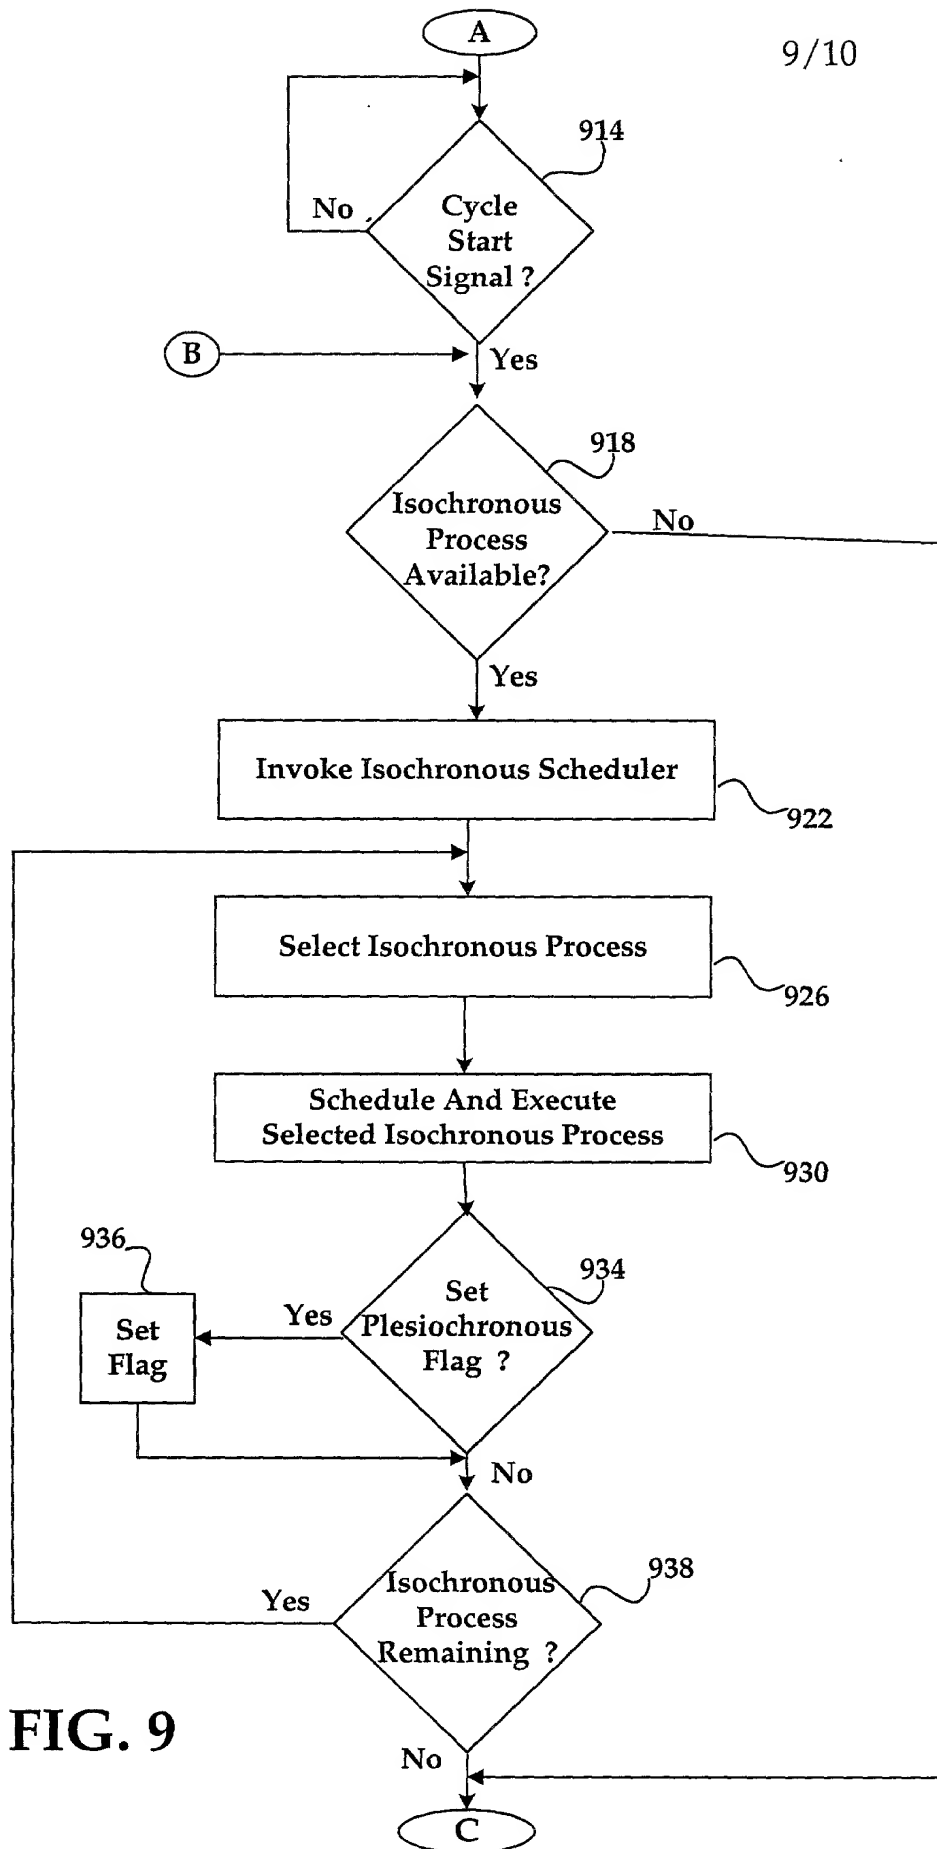 A
9/10
914
No
Cycle
Start
Signal ?
B
Yes
918
Isochronous
Process
Available?
No
Yes
Invoke Isochronous Scheduler
922
Select Isochronous Process
926
Schedule And Execute
Selected Isochronous Process
930
936
934
Set
Plesiochronous
Flag ?
Yes
Set
Flag
No
938
Isochronous
Process
Remaining ?
Yes
FIG. 9
No
C